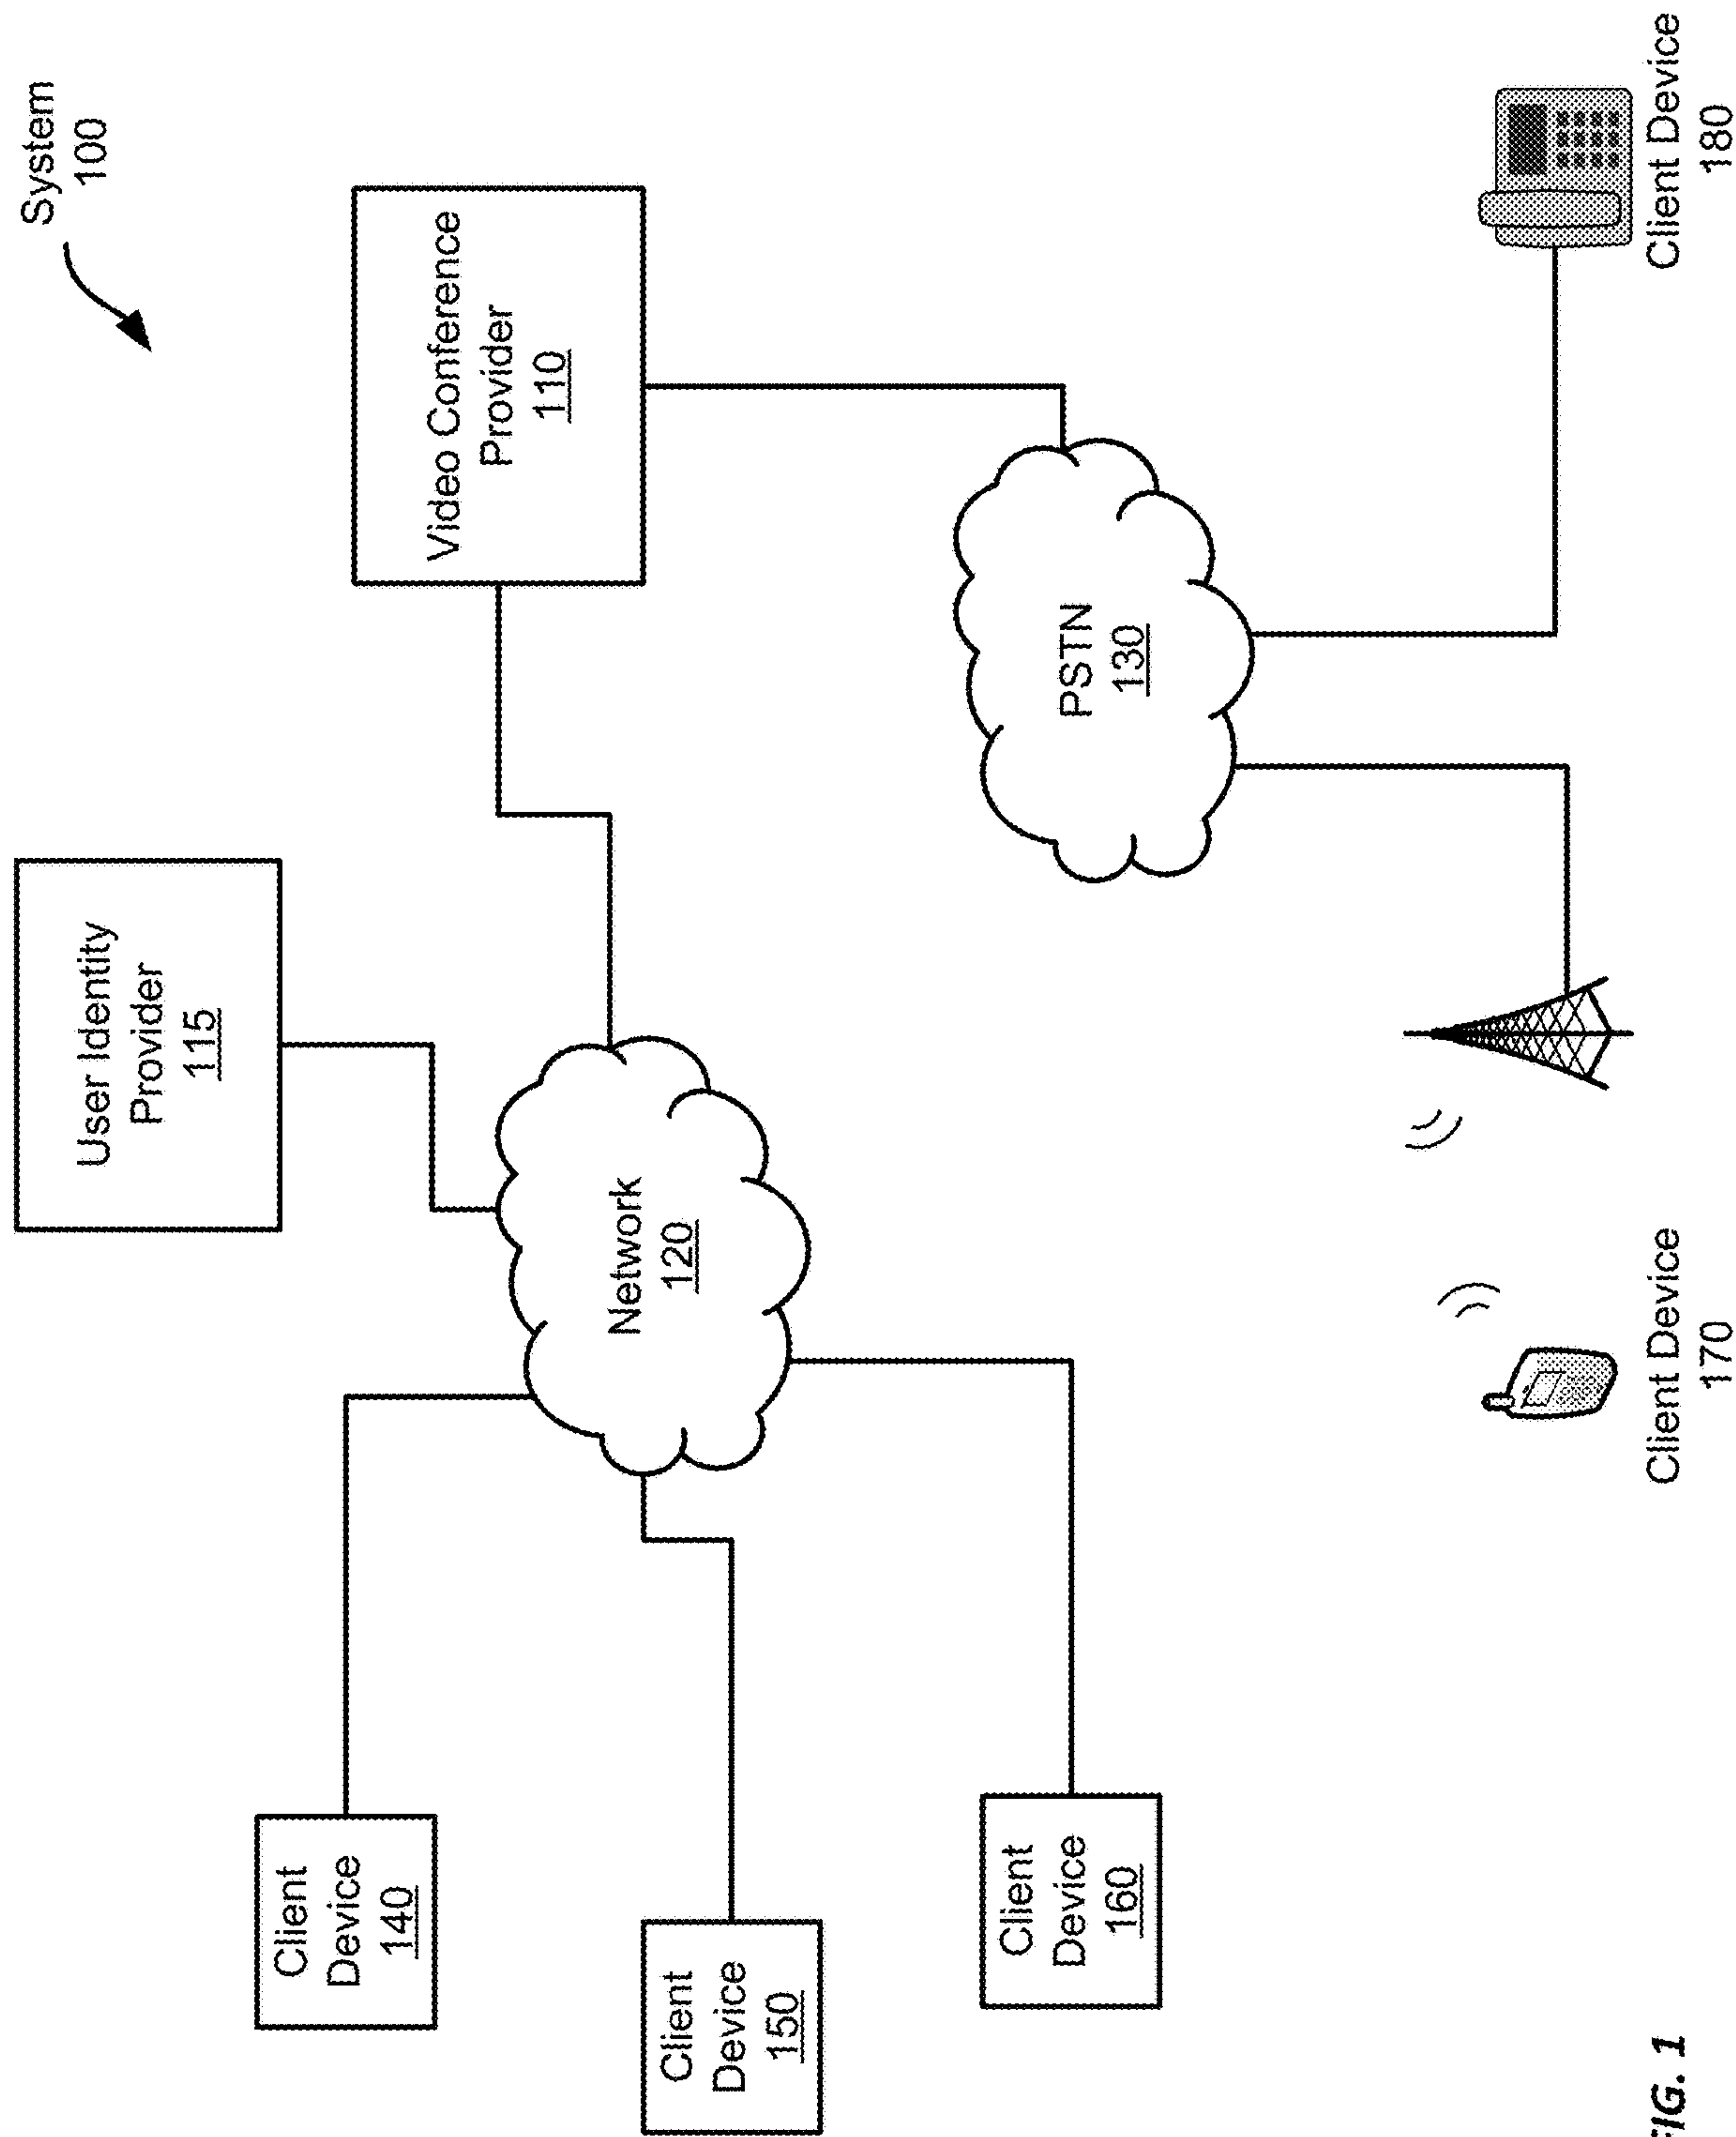 System
100
User Identity
Provider
115
Video Conference
Provider
110
Client
Device
140
Network
120
Client
Device
150
PSTN
130
Client
Device
160
Client Device
170
Client Device
180
FIG. 1